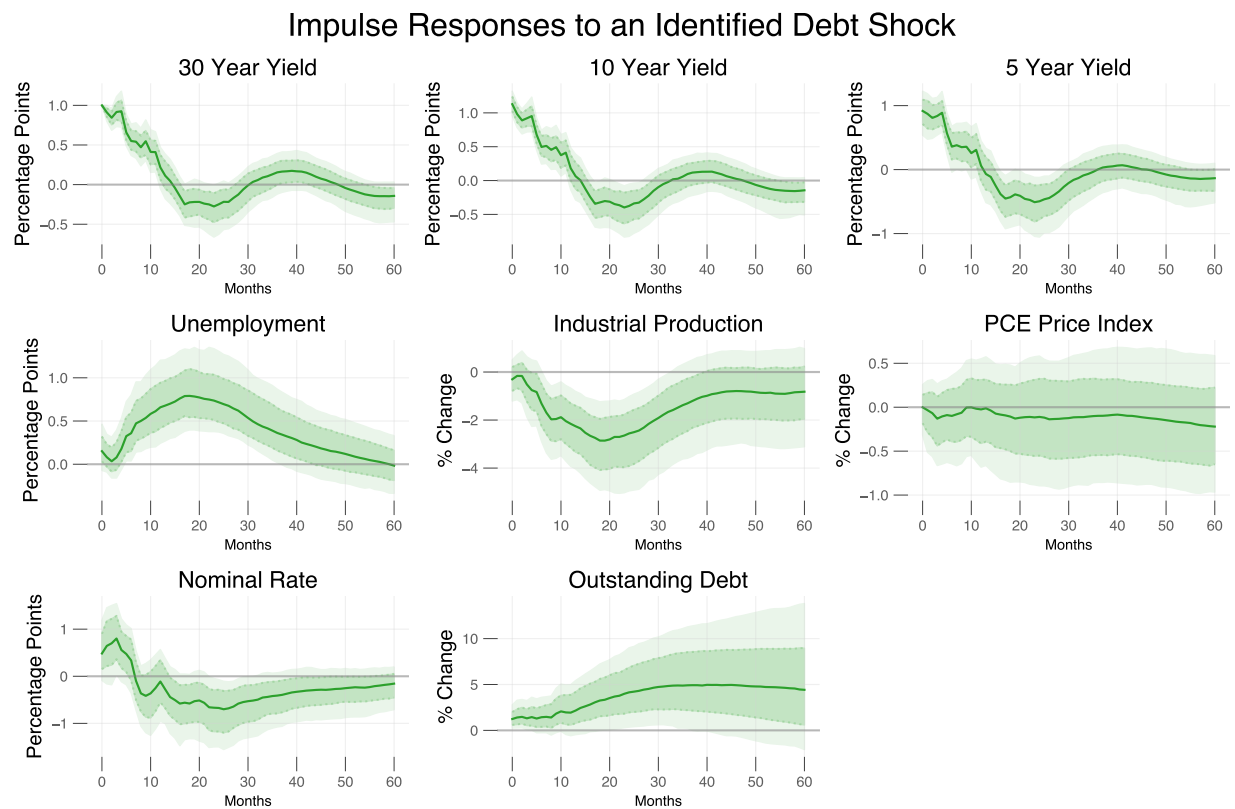 Impulse Responses to an Identified Debt Shock
30 Year Yield
Percentage Points
1.0
0.5
0.0
−0.5
0 10 20 30 40 50 60
Months
10 Year Yield
Percentage Points
1.0
0.5
0.0
−0.5
0 10 20 30 40 50 60
Months
5 Year Yield
Percentage Points
1
0
−1
0 10 20 30 40 50 60
Months
Unemployment
Percentage Points
1.0
0.5
0.0
0 10 20 30 40 50 60
Months
Industrial Production
% Change
0
−2
−4
0 10 20 30 40 50 60
Months
PCE Price Index
% Change
0.5
0.0
−0.5
−1.0
0 10 20 30 40 50 60
Months
Nominal Rate
Percentage Points
1
0
−1
0 10 20 30 40 50 60
Months
Outstanding Debt
% Change
10
5
0
0 10 20 30 40 50 60
Months